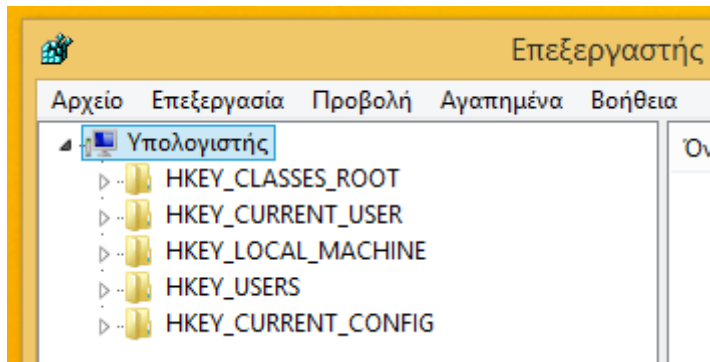 Επεξεργαστής
Αρχείο Επεξεργασία Προβολή Αγαπημένα Βοήθεια
Υπολογιστής
HKEY_CLASSES_ROOT
HKEY_CURRENT_USER
HKEY_LOCAL_MACHINE
HKEY_USERS
HKEY_CURRENT_CONFIG